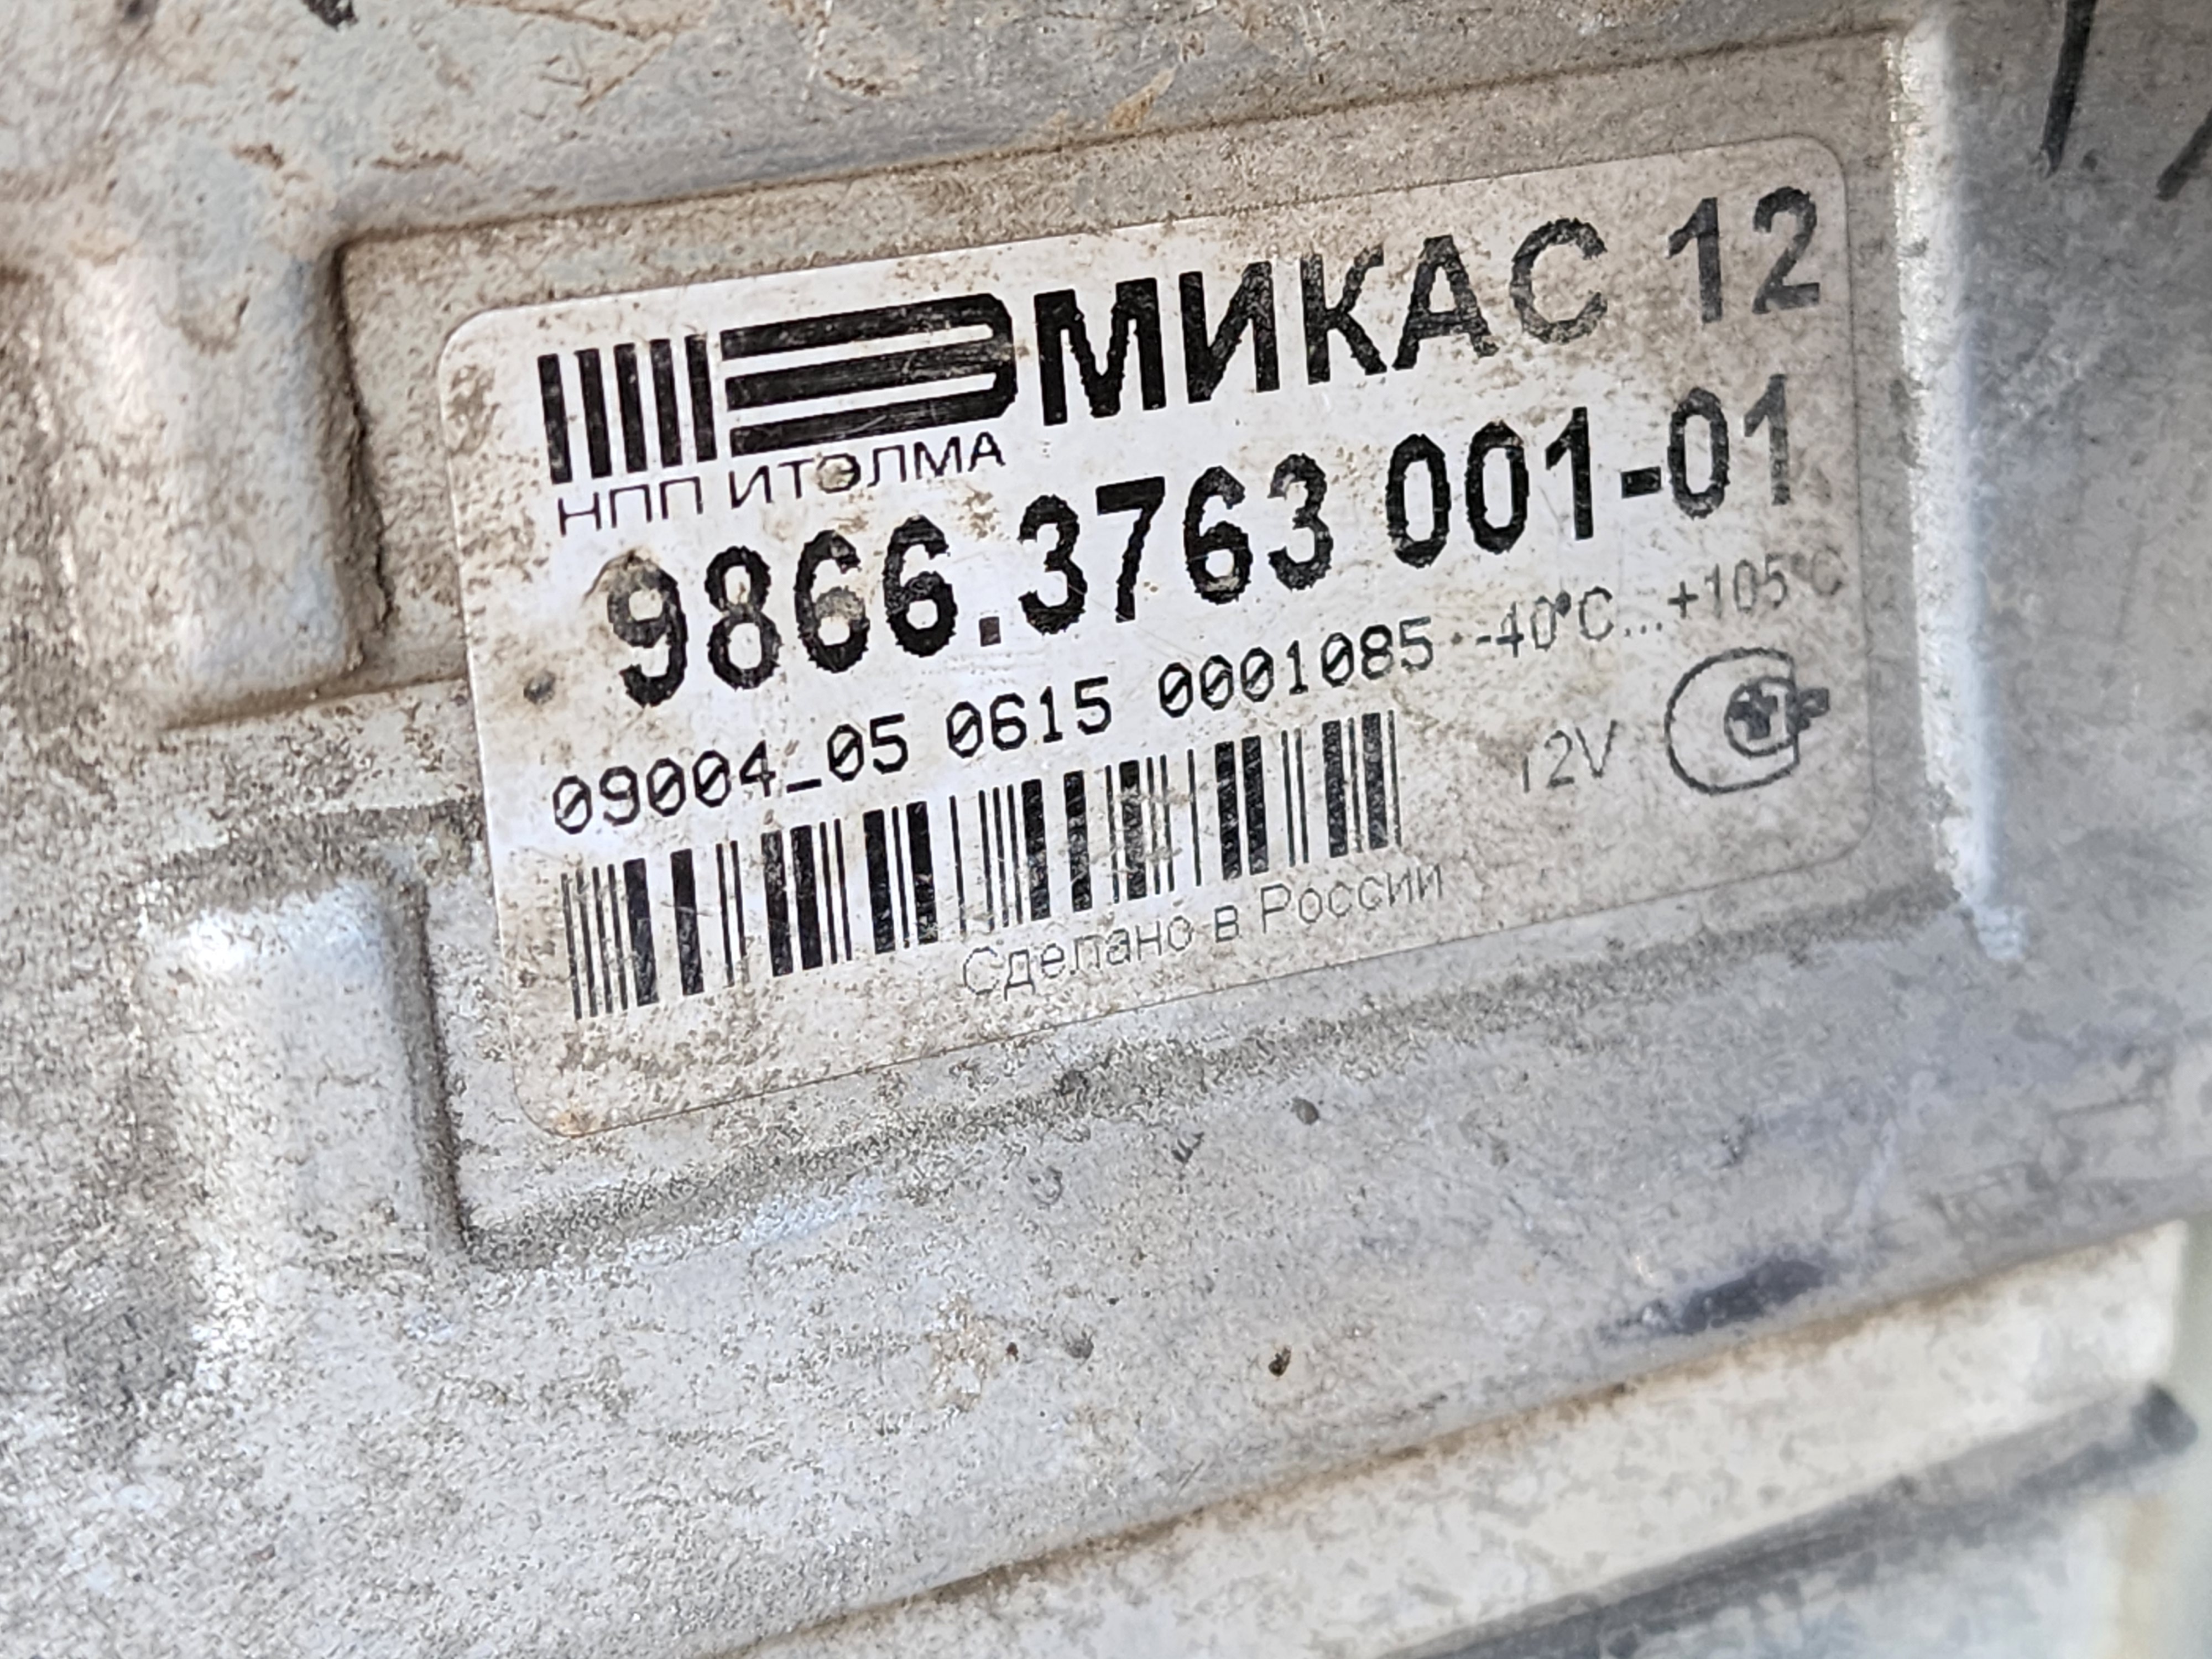 МИКАС 12
НПП ИТЭЛМА
9866.3763 001-01
09004_05 0615 0001085 -40°C...+105°C
12V
Сделано в России